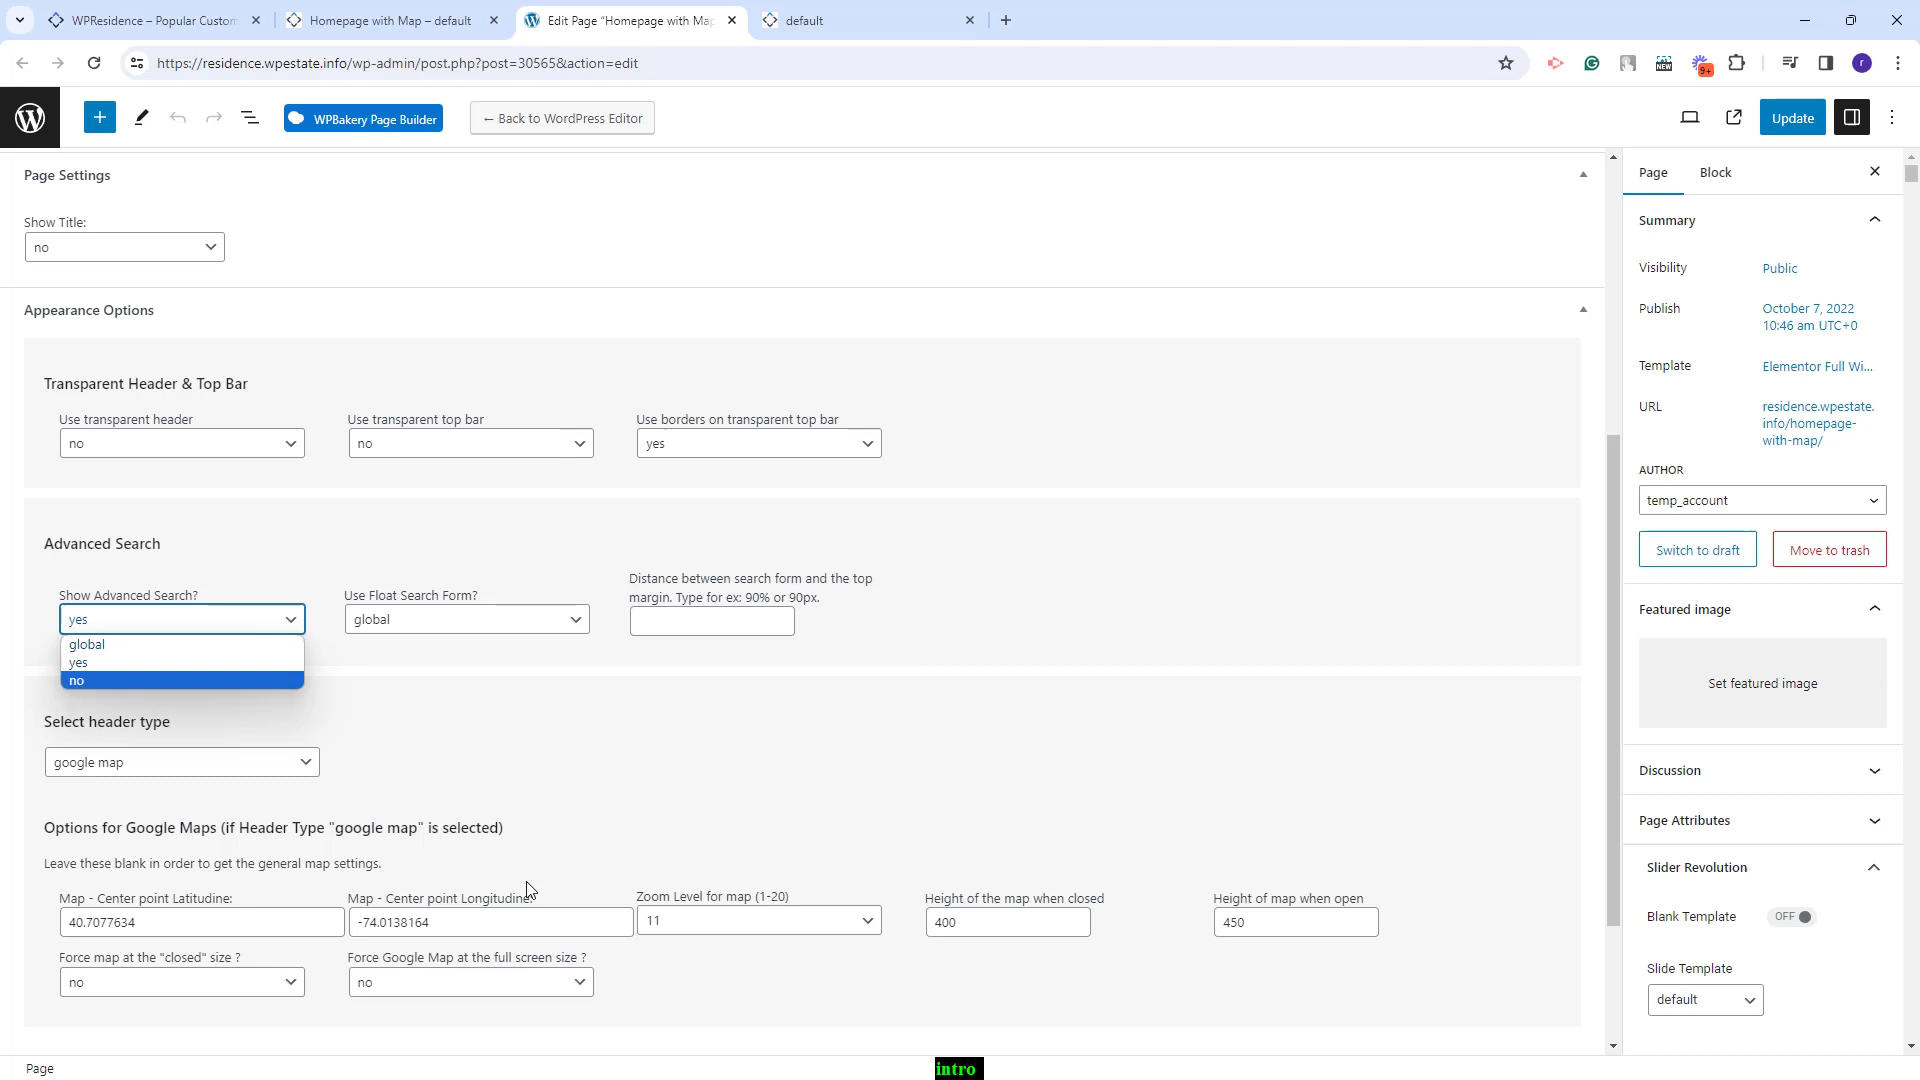 WPResidence – Popular Custom
Homepage with Map – default
Edit Page "Homepage with Map
default
https://residence.wpestate.info/wp-admin/post.php?post=30565&action=edit
NEW
9+
r
WPBakery Page Builder
← Back to WordPress Editor
Update
Page Settings
Show Title:
no
Appearance Options
Transparent Header & Top Bar
Use transparent header
Use transparent top bar
Use borders on transparent top bar
no
no
yes
Advanced Search
Show Advanced Search?
Use Float Search Form?
Distance between search form and the top
margin. Type for ex: 90% or 90px.
yes
global
global
yes
no
Select header type
google map
Options for Google Maps (if Header Type "google map" is selected)
Leave these blank in order to get the general map settings.
Map - Center point Latitudine:
Map - Center point Longitudine:
Zoom Level for map (1-20)
Height of the map when closed
Height of map when open
40.7077634
-74.0138164
11
400
450
Force map at the "closed" size ?
Force Google Map at the full screen size ?
no
no
Page
Block
Summary
Visibility
Public
Publish
October 7, 2022
10:46 am UTC+0
Template
Elementor Full Wi...
URL
residence.wpestate.
info/homepage-
with-map/
AUTHOR
temp_account
Switch to draft
Move to trash
Featured image
Set featured image
Discussion
Page Attributes
Slider Revolution
Blank Template
OFF
Slide Template
default
Page
intro